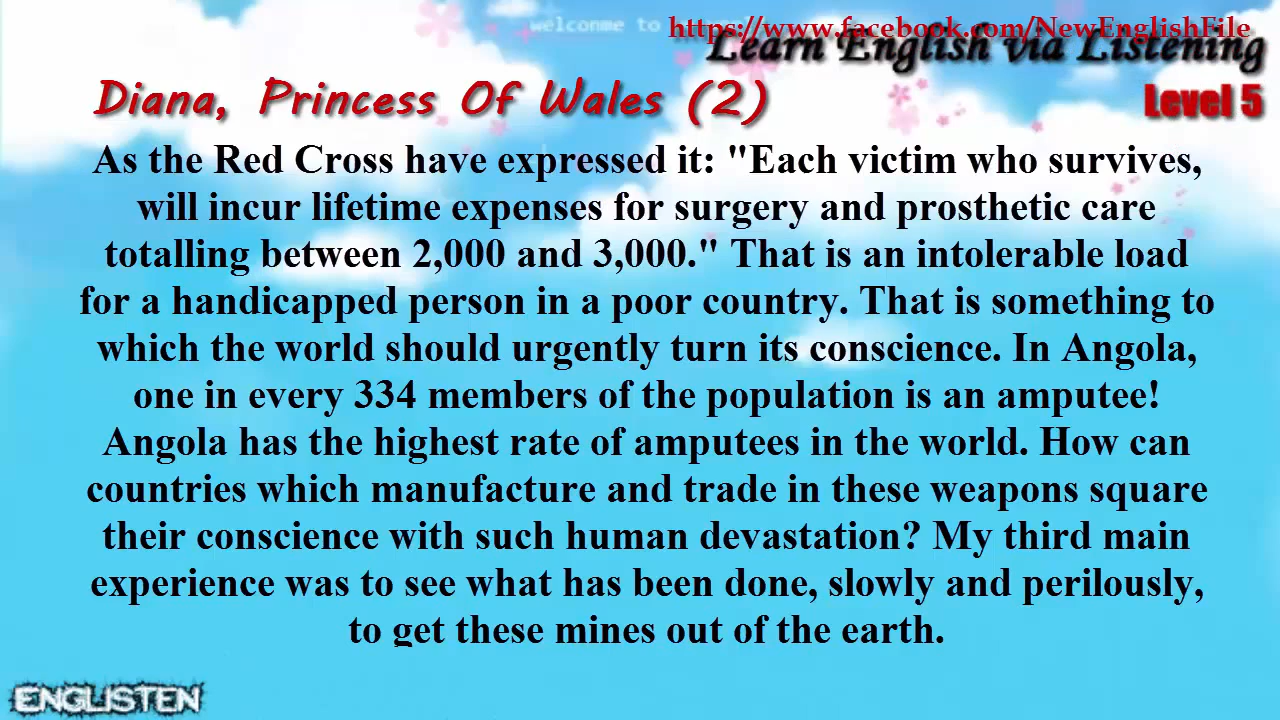 welconme to
https://www.facebook.com/NewEnglishFile
Learn English via Listening
Diana, Princess Of Wales (2)
Level 5
As the Red Cross have expressed it: "Each victim who survives,
will incur lifetime expenses for surgery and prosthetic care
totalling between 2,000 and 3,000." That is an intolerable load
for a handicapped person in a poor country. That is something to
which the world should urgently turn its conscience. In Angola,
one in every 334 members of the population is an amputee!
Angola has the highest rate of amputees in the world. How can
countries which manufacture and trade in these weapons square
their conscience with such human devastation? My third main
experience was to see what has been done, slowly and perilously,
to get these mines out of the earth.
ENGLISTEN